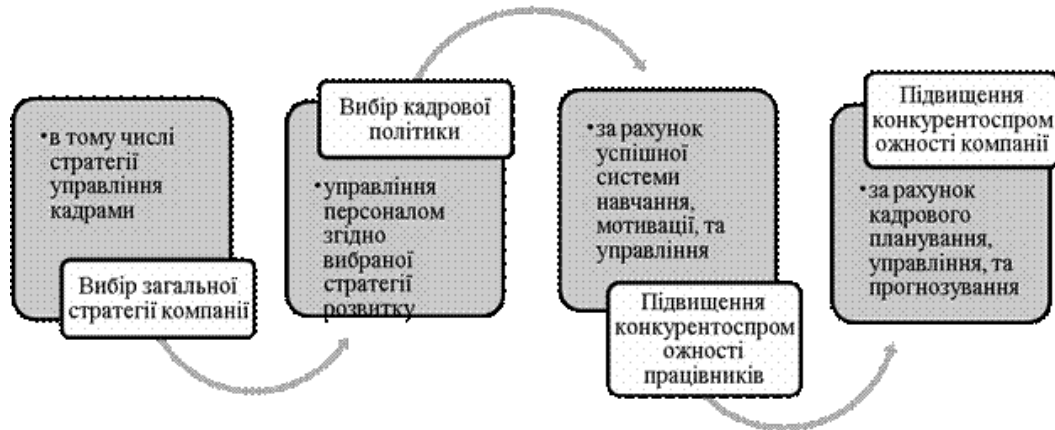 •в тому числі
стратегії
управління
кадрами
Вибір загальної
стратегії компанії
Вибір кадрової
політики
•управління
персоналом
згідно
вибраної
стратегії
розвитку
•за рахунок
успішної
системи
навчання,
мотивації, та
управління
Підвищення
конкурентоспром
ожності
працівників
Підвищення
конкурентоспром
ожності компанії
•за рахунок
кадрового
планування,
управління, та
прогнозування